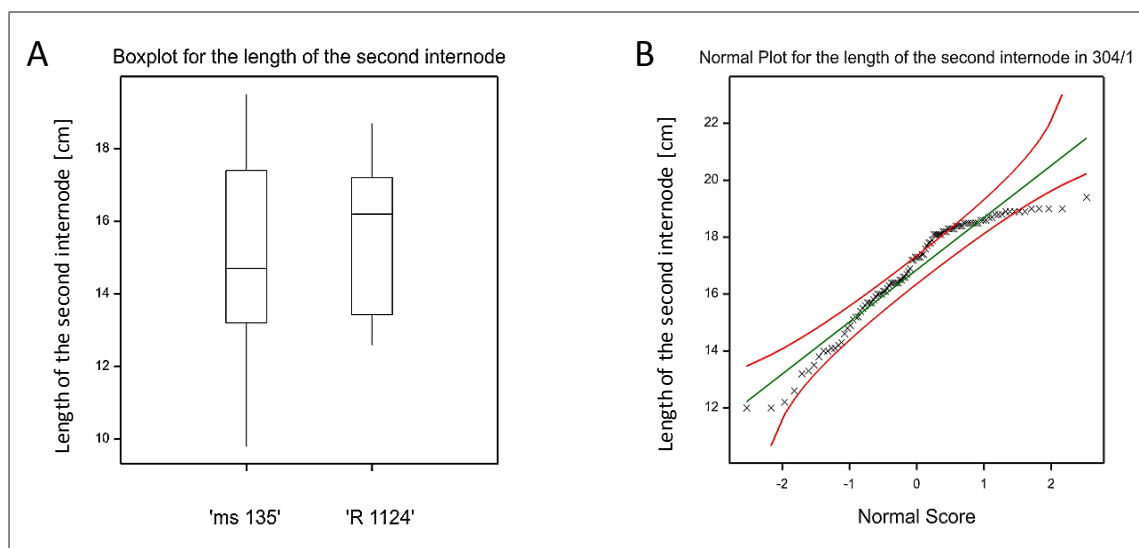 A
Boxplot for the length of the second internode
Length of the second internode [cm]
18
16
14
12
10
'ms 135'
'R 1124'
B
Normal Plot for the length of the second internode in 304/1
Length of the second internode [cm]
22
20
18
16
14
12
-2
-1
0
1
2
Normal Score